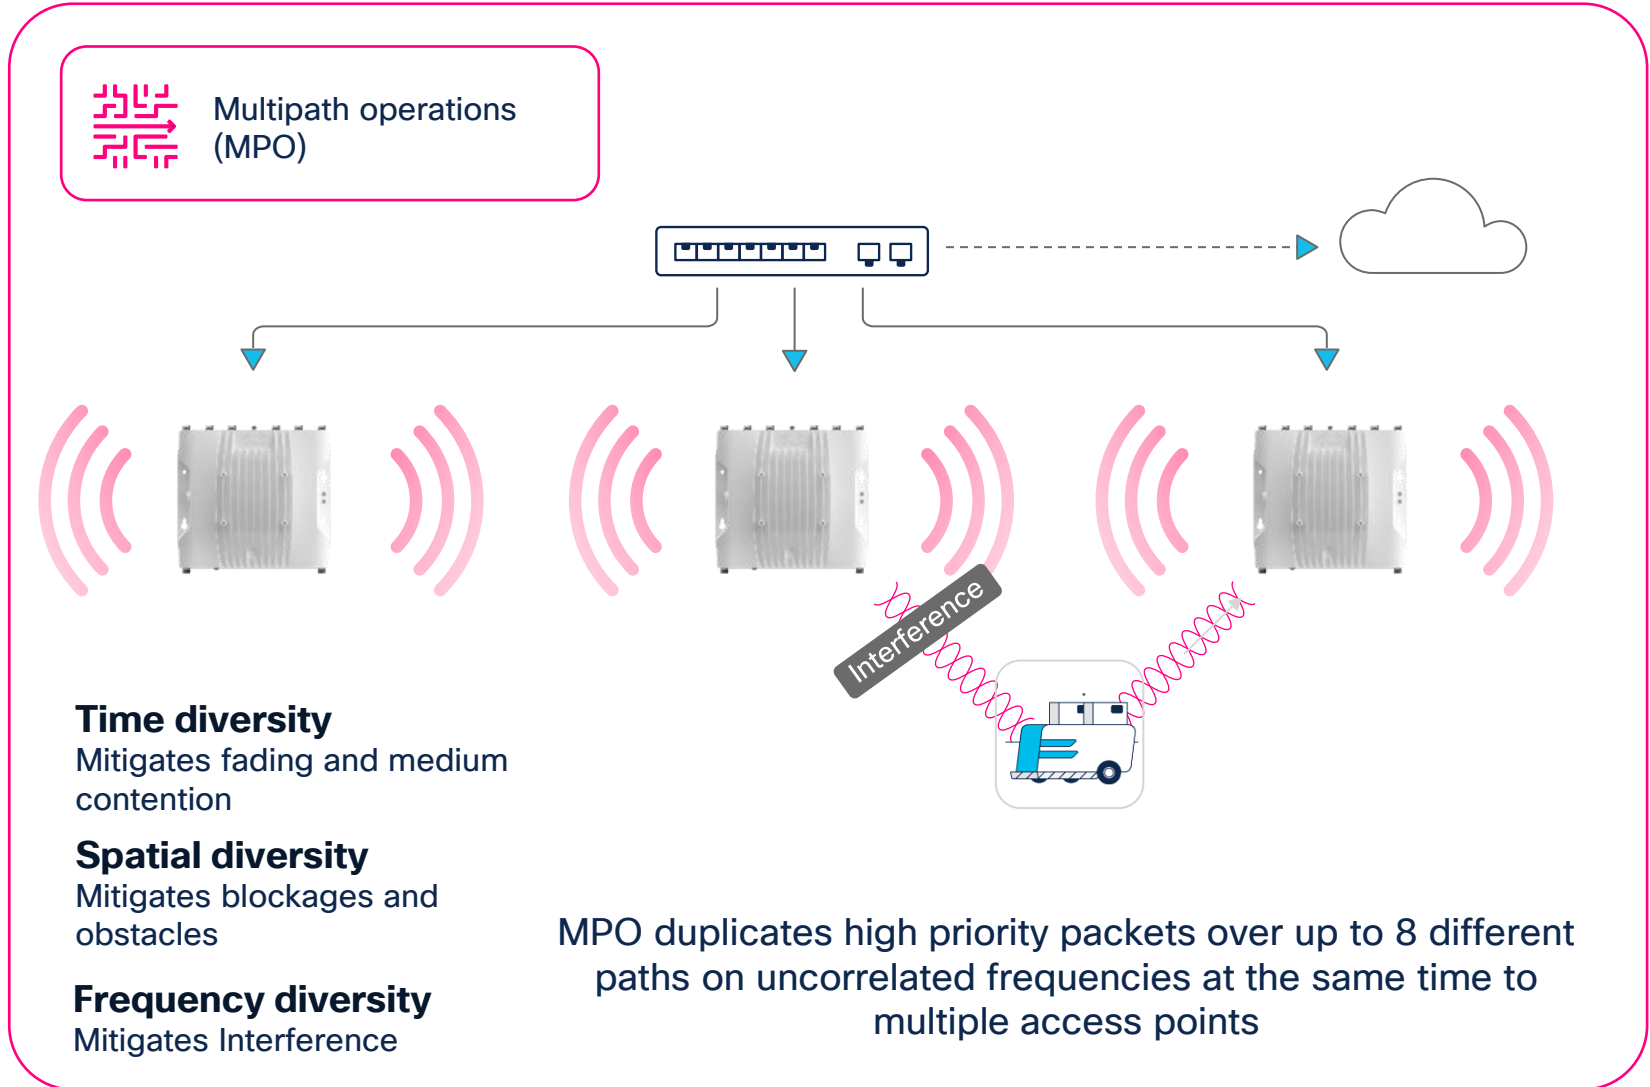 Multipath operations
(MPO)
Interference
Time diversity
Mitigates fading and medium
contention
Spatial diversity
Mitigates blockages and
obstacles
Frequency diversity
Mitigates Interference
MPO duplicates high priority packets over up to 8 different
paths on uncorrelated frequencies at the same time to
multiple access points